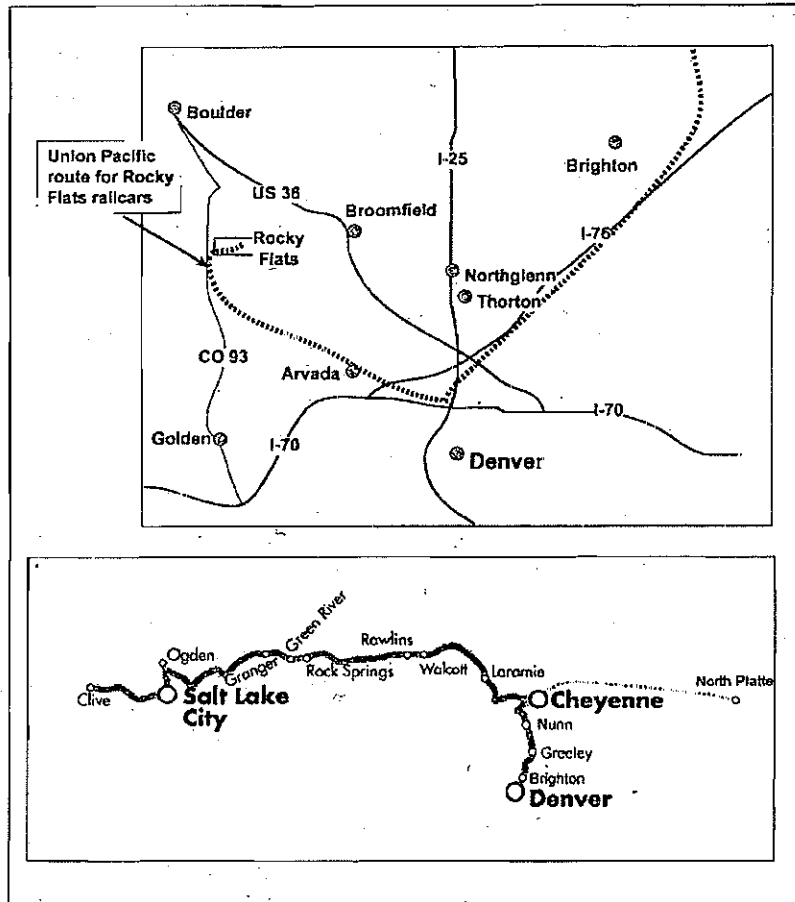 Boulder
Union Pacific
route for Rocky
Flats railcars
I-25
Brighton
US 36
Broomfield
I-76
Rocky
Flats
Northglenn
Thorton
CO 93
Arvada
I-70
Golden
I-70
Denver
Green River
Ogden
Rawlins
Granger
Rock Springs
Walcott
Laramie
Clive
Salt Lake
City
Cheyenne
North Platte
Nunn
Greeley
Brighton
Denver